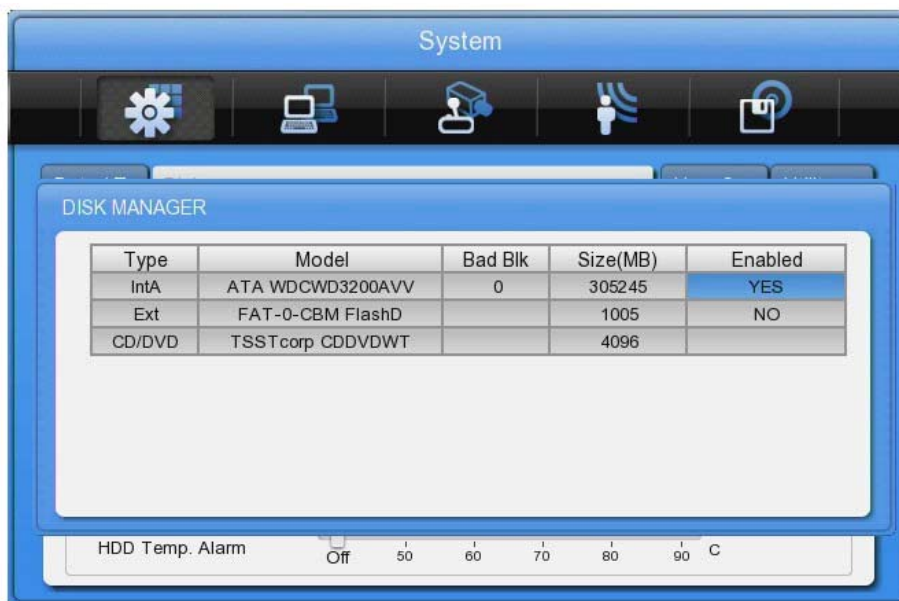 System
DISK MANAGER
Type Model Bad Blk Size(MB) Enabled
IntA ATA WDCWD3200AVV 0 305245 YES
Ext FAT-0-CBM FlashD 1005 NO
CD/DVD TSSTcorp CDDVDWT 4096
HDD Temp. Alarm Off 50 60 70 80 90 C